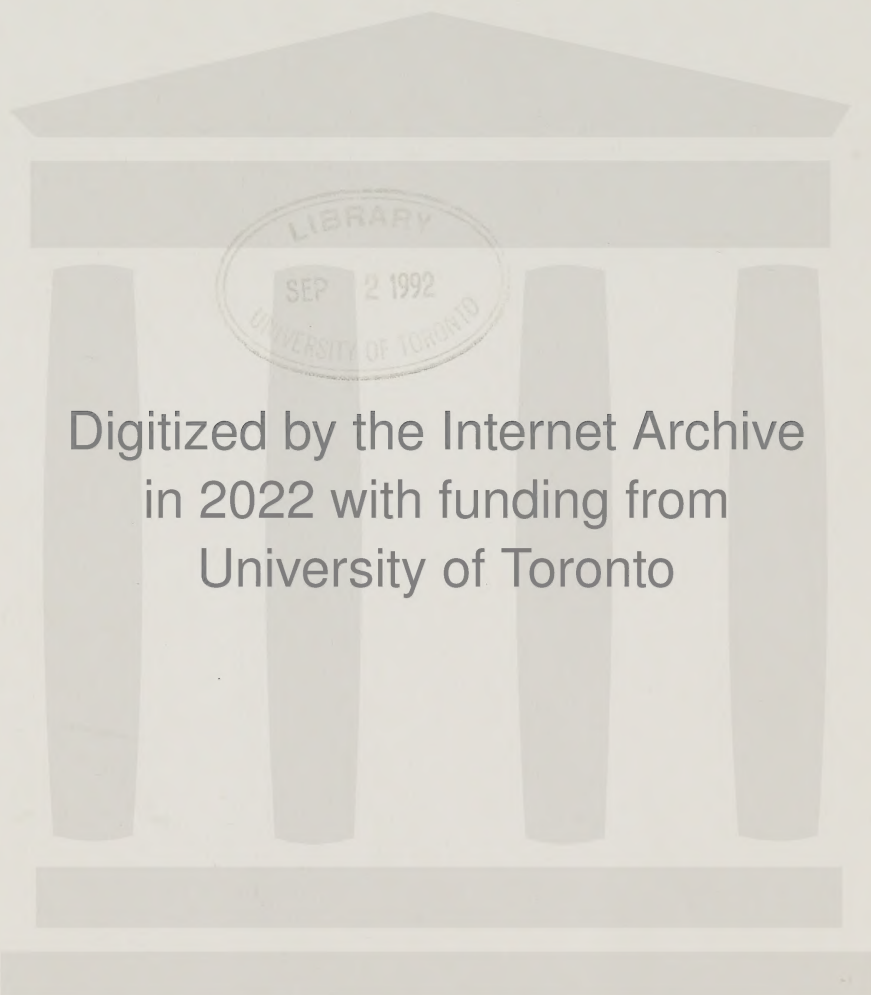 LIBRARY
SEP 2 1992
UNIVERSITY OF TORONTO
Digitized by the Internet Archive
in 2022 with funding from
University of Toronto